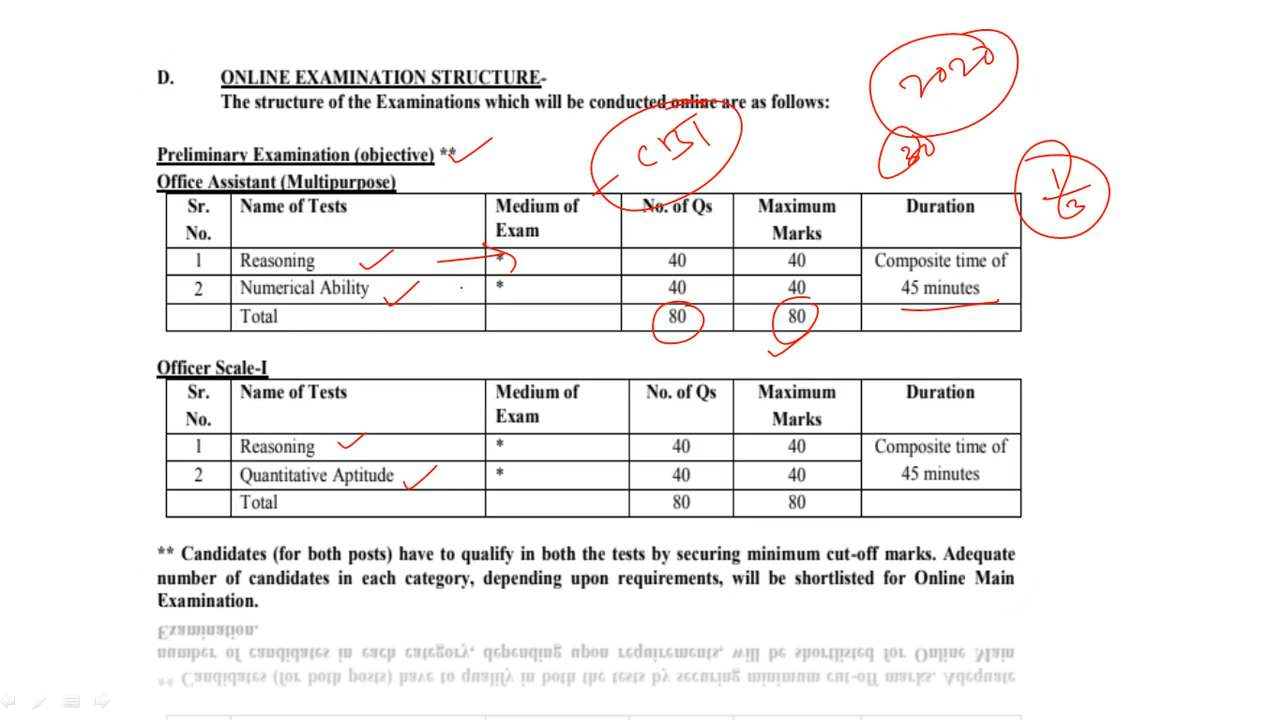 D. ONLINE EXAMINATION STRUCTURE-
The structure of the Examinations which will be conducted online are as follows:
2020
CBT
30
1/3
Preliminary Examination (objective) **
Office Assistant (Multipurpose)
Sr. No. Name of Tests Medium of Exam No. of Qs Maximum Marks Duration
1 Reasoning * 40 40 Composite time of
2 Numerical Ability * 40 40 45 minutes
Total 80 80
Officer Scale-I
Sr. No. Name of Tests Medium of Exam No. of Qs Maximum Marks Duration
1 Reasoning * 40 40 Composite time of
2 Quantitative Aptitude * 40 40 45 minutes
Total 80 80
** Candidates (for both posts) have to qualify in both the tests by securing minimum cut-off marks. Adequate
number of candidates in each category, depending upon requirements, will be shortlisted for Online Main
Examination.